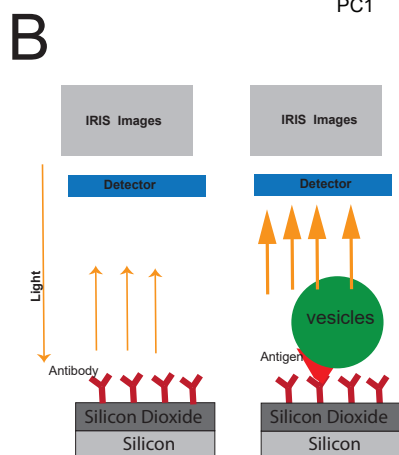 PC1
B
IRIS Images
IRIS Images
Detector
Detector
Light
Antibody
vesicles
Antigen
Silicon Dioxide
Silicon Dioxide
Silicon
Silicon